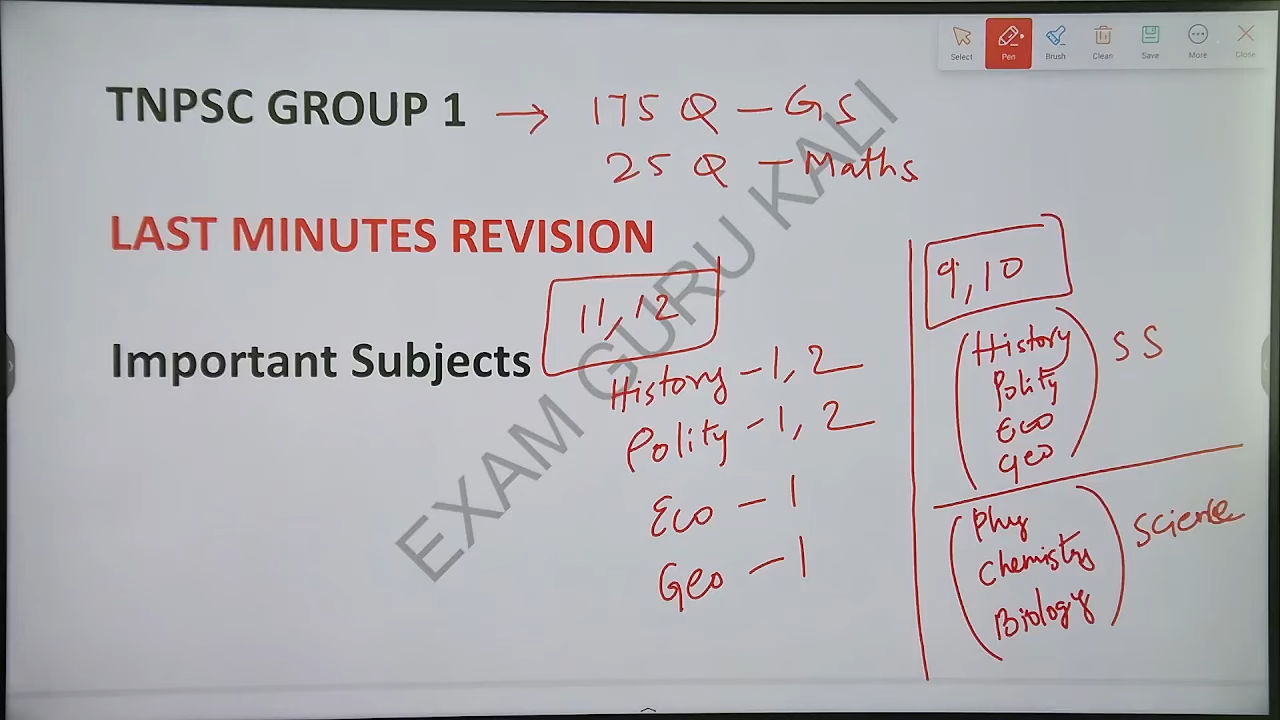 Select Pen Brush Clean Save More Close
TNPSC GROUP 1 → 175 Q - GS
25 Q - Maths
LAST MINUTES REVISION
Important Subjects
11, 12
History - 1, 2
Polity - 1, 2
Eco - 1
Geo - 1
9, 10
History
Polity
Eco
Geo
SS
Phy
Chemistry
Biology
Science
EXAM GURU KALI